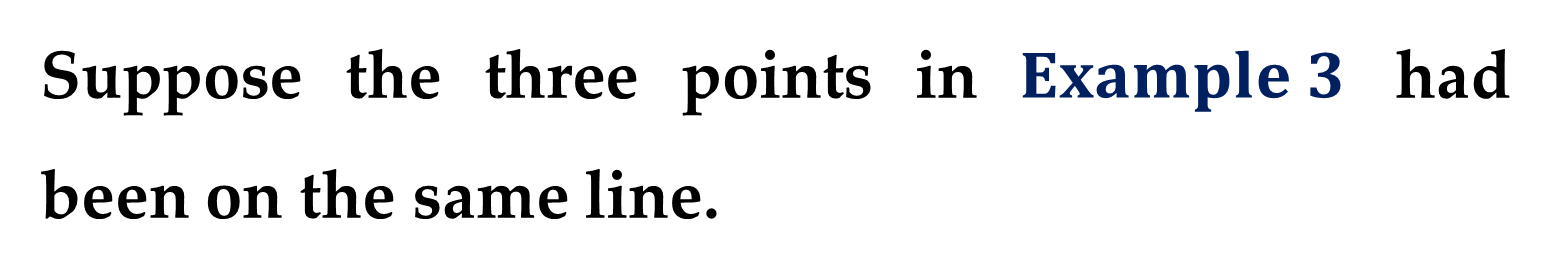 Suppose the three points in Example 3 had
been on the same line.